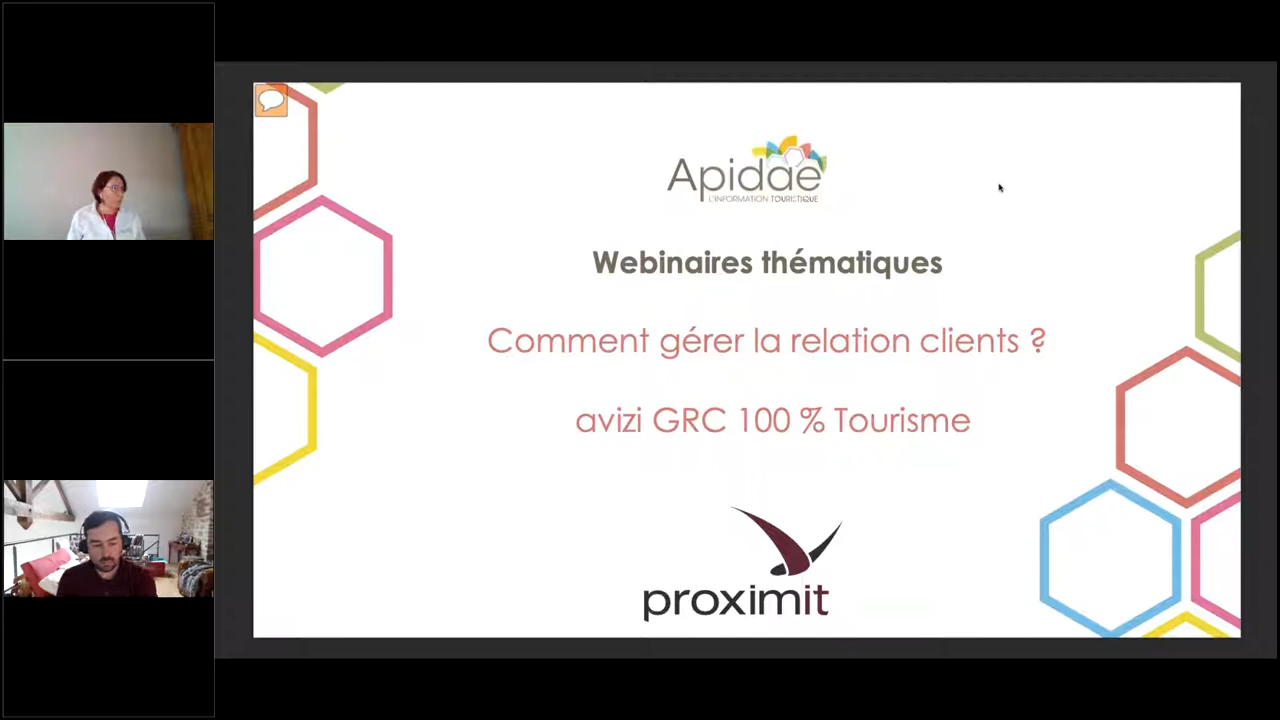 Apidae
L'INFORMATION TOURISTIQUE
Webinaires thématiques
Comment gérer la relation clients ?
avizi GRC 100 % Tourisme
proximit